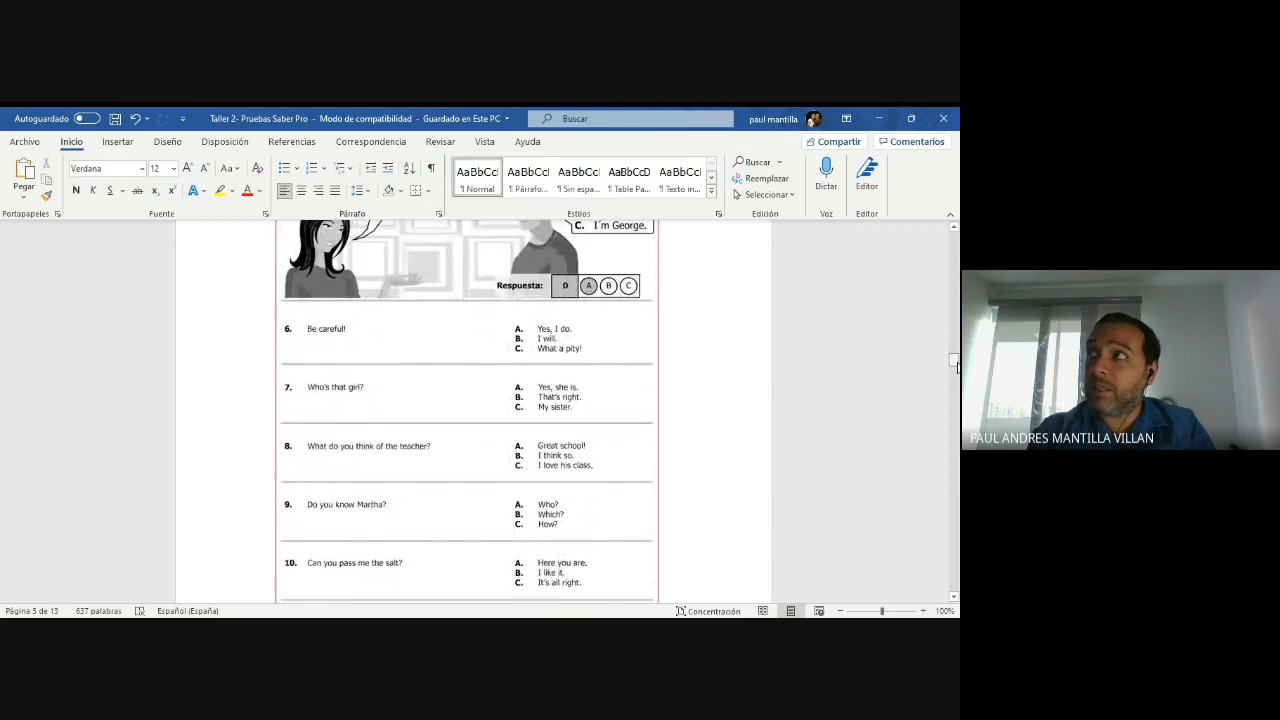 Autoguardado
Taller 2- Pruebas Saber Pro - Modo de compatibilidad - Guardado en Este PC
Buscar
paul mantilla
Archivo Inicio Insertar Diseño Disposición Referencias Correspondencia Revisar Vista Ayuda
Compartir Comentarios
Pegar
Verdana 12
Aa
N K S ab x₂ x² A A
AaBbCcI AaBbCcI AaBbCcI AaBbCcI AaBbCcI
¶ Normal ¶ Párrafo... ¶ Sin espa... ¶ Table Pa... ¶ Texto in...
Buscar
Reemplazar
Seleccionar
Dictar
Editor
Portapapeles Fuente Párrafo Estilos Edición Voz Editor
C. I'm George.
Respuesta: 0 A B C
6. Be careful!
A. Yes, I do.
B. I will.
C. What a pity!
7. Who's that girl?
A. Yes, she is.
B. That's right.
C. My sister.
8. What do you think of the teacher?
A. Great school!
B. I think so.
C. I love his class.
9. Do you know Martha?
A. Who?
B. Which?
C. How?
10. Can you pass me the salt?
A. Here you are.
B. I like it.
C. It's all right.
Página 5 de 13 637 palabras Español (España) Concentración 100%
PAUL ANDRES MANTILLA VILLAN